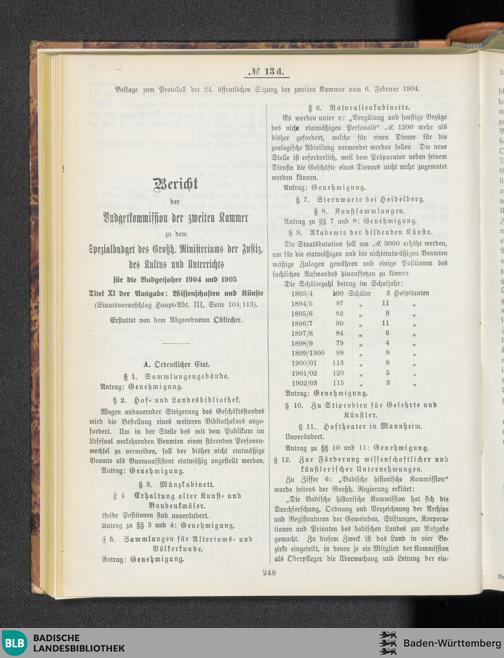 № 13d.
Beilage zum Protokoll der 24. öffentlichen Sitzung der zweiten Kammer vom 6. Februar 1904.
Bericht
der
Budgetkommission der zweiten Kammer
zu dem
Spezialbudget des Großh. Ministeriums der Justiz,
des Kultus und Unterrichts
für die Budgetjahre 1904 und 1905
Titel XI der Ausgabe: Wissenschaften und Künste
(Staatsvoranschlag Haupt-Abt. III, Seite 104/113).
Erstattet von dem Abgeordneten Obkircher.
A. Ordentlicher Etat.
§ 1. Sammlungengebäude.
Antrag: Genehmigung.
§ 2. Hof- und Landesbibliothek.
Wegen andauernder Steigerung des Geschäftsstandes
wird die Bestellung eines weiteren Bibliothekars ange-
fordert. Um in der Stelle des mit dem Publikum im
Lesesaal verkehrenden Beamten einen störenden Personen-
wechsel zu vermeiden, soll der bisher nicht etatmäßige
Beamte als Bureauassistent etatmäßig angestellt werden.
Antrag: Genehmigung.
§ 3. Münzkabinett.
§ 4 Erhaltung alter Kunst- und
Baudenkmäler.
Beide Positionen sind unverändert.
Antrag zu §§ 3 und 4: Genehmigung.
§ 5. Sammlungen für Altertums- und
Völkerkunde.
Antrag: Genehmigung.
§ 6. Naturalienkabinette.
Es werden unter c: „Vergütung und sonstige Bezüge
des nicht etatmäßigen Personals“ M. 1200 mehr als
bisher gefordert, welche für einen Diener für die
zoologische Abteilung verwendet werden sollen Die neue
Stelle ist erforderlich, weil dem Präparator neben seinem
Dienste die Geschäfte eines Dieners nicht mehr zugemutet
werden können.
Antrag: Genehmigung.
§ 7. Sternwarte bei Heidelberg.
§ 8. Kunstsammlungen.
Antrag zu §§ 7 und 8: Genehmigung.
§ 9. Akademie der bildenden Künste.
Die Staatsdotation soll um M. 3000 erhöht werden,
um für die etatmäßigen und die nichtetatmäßigen Beamten
mäßige Zulagen gewähren und einige Positionen des
sachlichen Aufwandes hinaufsetzen zu können
Die Schülerzahl betrug im Schuljahr:
1893/4 100 Schüler 3 Hospitanten
1894/5 97 „ 11 „
1895/6 82 „ 9 „
1896/7 90 „ 11 „
1897/8 84 „ 6 „
1898/9 79 „ 4 „
1899/1900 98 „ 8 „
1900/01 113 „ 6 „
1901/02 120 „ 5 „
1902/03 115 „ 3 „
Antrag: Genehmigung.
§ 10. Zu Stipendien für Gelehrte und
Künstler.
§ 11. Hoftheater in Mannheim.
Unverändert.
Antrag zu §§ 10 und 11: Genehmigung.
§ 12. Zur Förderung wissenschaftlicher und
künstlerischer Unternehmungen.
Zu Ziffer 6: „Badische historische Kommission“
wurde seitens der Großh. Regierung erklärt:
„Die Badische historische Kommission hat sich die
Durchforschung, Ordnung und Verzeichnung der Archive
und Registraturen der Gemeinden, Stiftungen, Korpora-
tionen und Privaten des badischen Landes zur Aufgabe
gemacht. Zu diesem Zweck ist das Land in vier Be-
zirke eingeteilt, in denen je ein Mitglied der Kommission
als Oberpfleger die Überwachung und Leitung der ein-
248
BLB
BADISCHE
LANDESBIBLIOTHEK
Baden-Württemberg